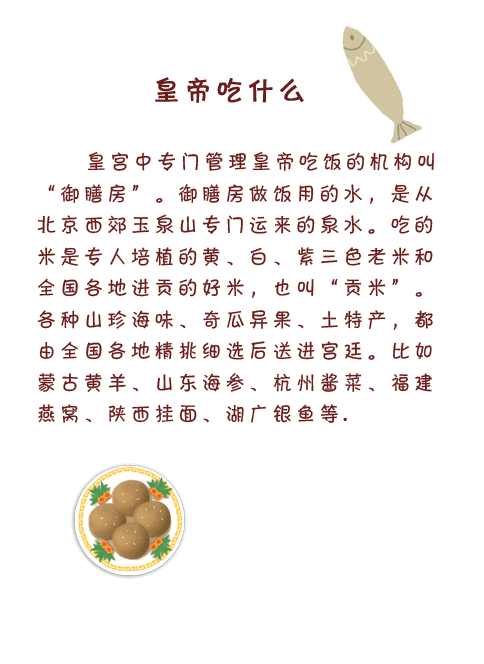 皇帝吃什么
皇宫中专门管理皇帝吃饭的机构叫
“御膳房”。御膳房做饭用的水，是从
北京西郊玉泉山专门运来的泉水。吃的
米是专人培植的黄、白、紫三色老米和
全国各地进贡的好米，也叫“贡米”。
各种山珍海味、奇瓜异果、土特产，都
由全国各地精挑细选后送进宫廷。比如
蒙古黄羊、山东海参、杭州酱菜、福建
燕窝、陕西挂面、湖广银鱼等.